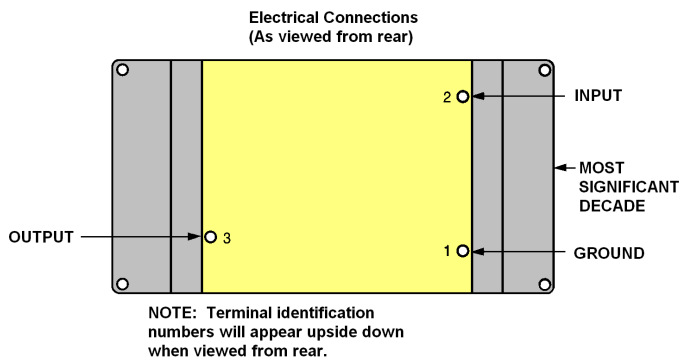 Electrical Connections
(As viewed from rear)
2
INPUT
MOST
SIGNIFICANT
DECADE
OUTPUT
3
1
GROUND
NOTE: Terminal identification
numbers will appear upside down
when viewed from rear.